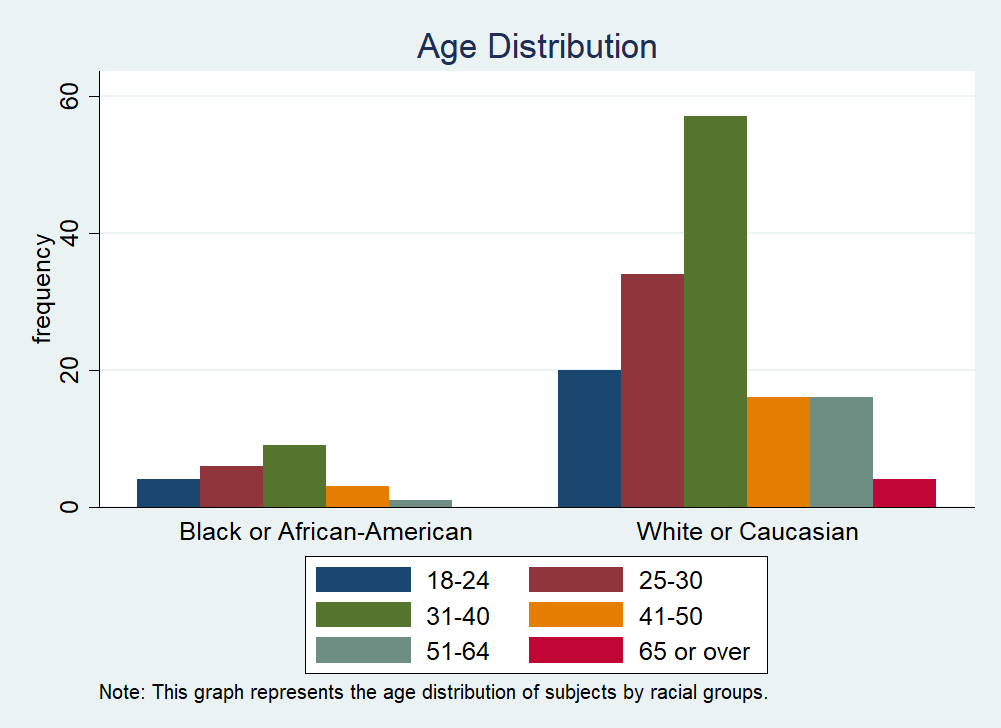 Age Distribution
frequency
60
40
20
0
Black or African-American White or Caucasian
18-24 25-30
31-40 41-50
51-64 65 or over
Note: This graph represents the age distribution of subjects by racial groups.